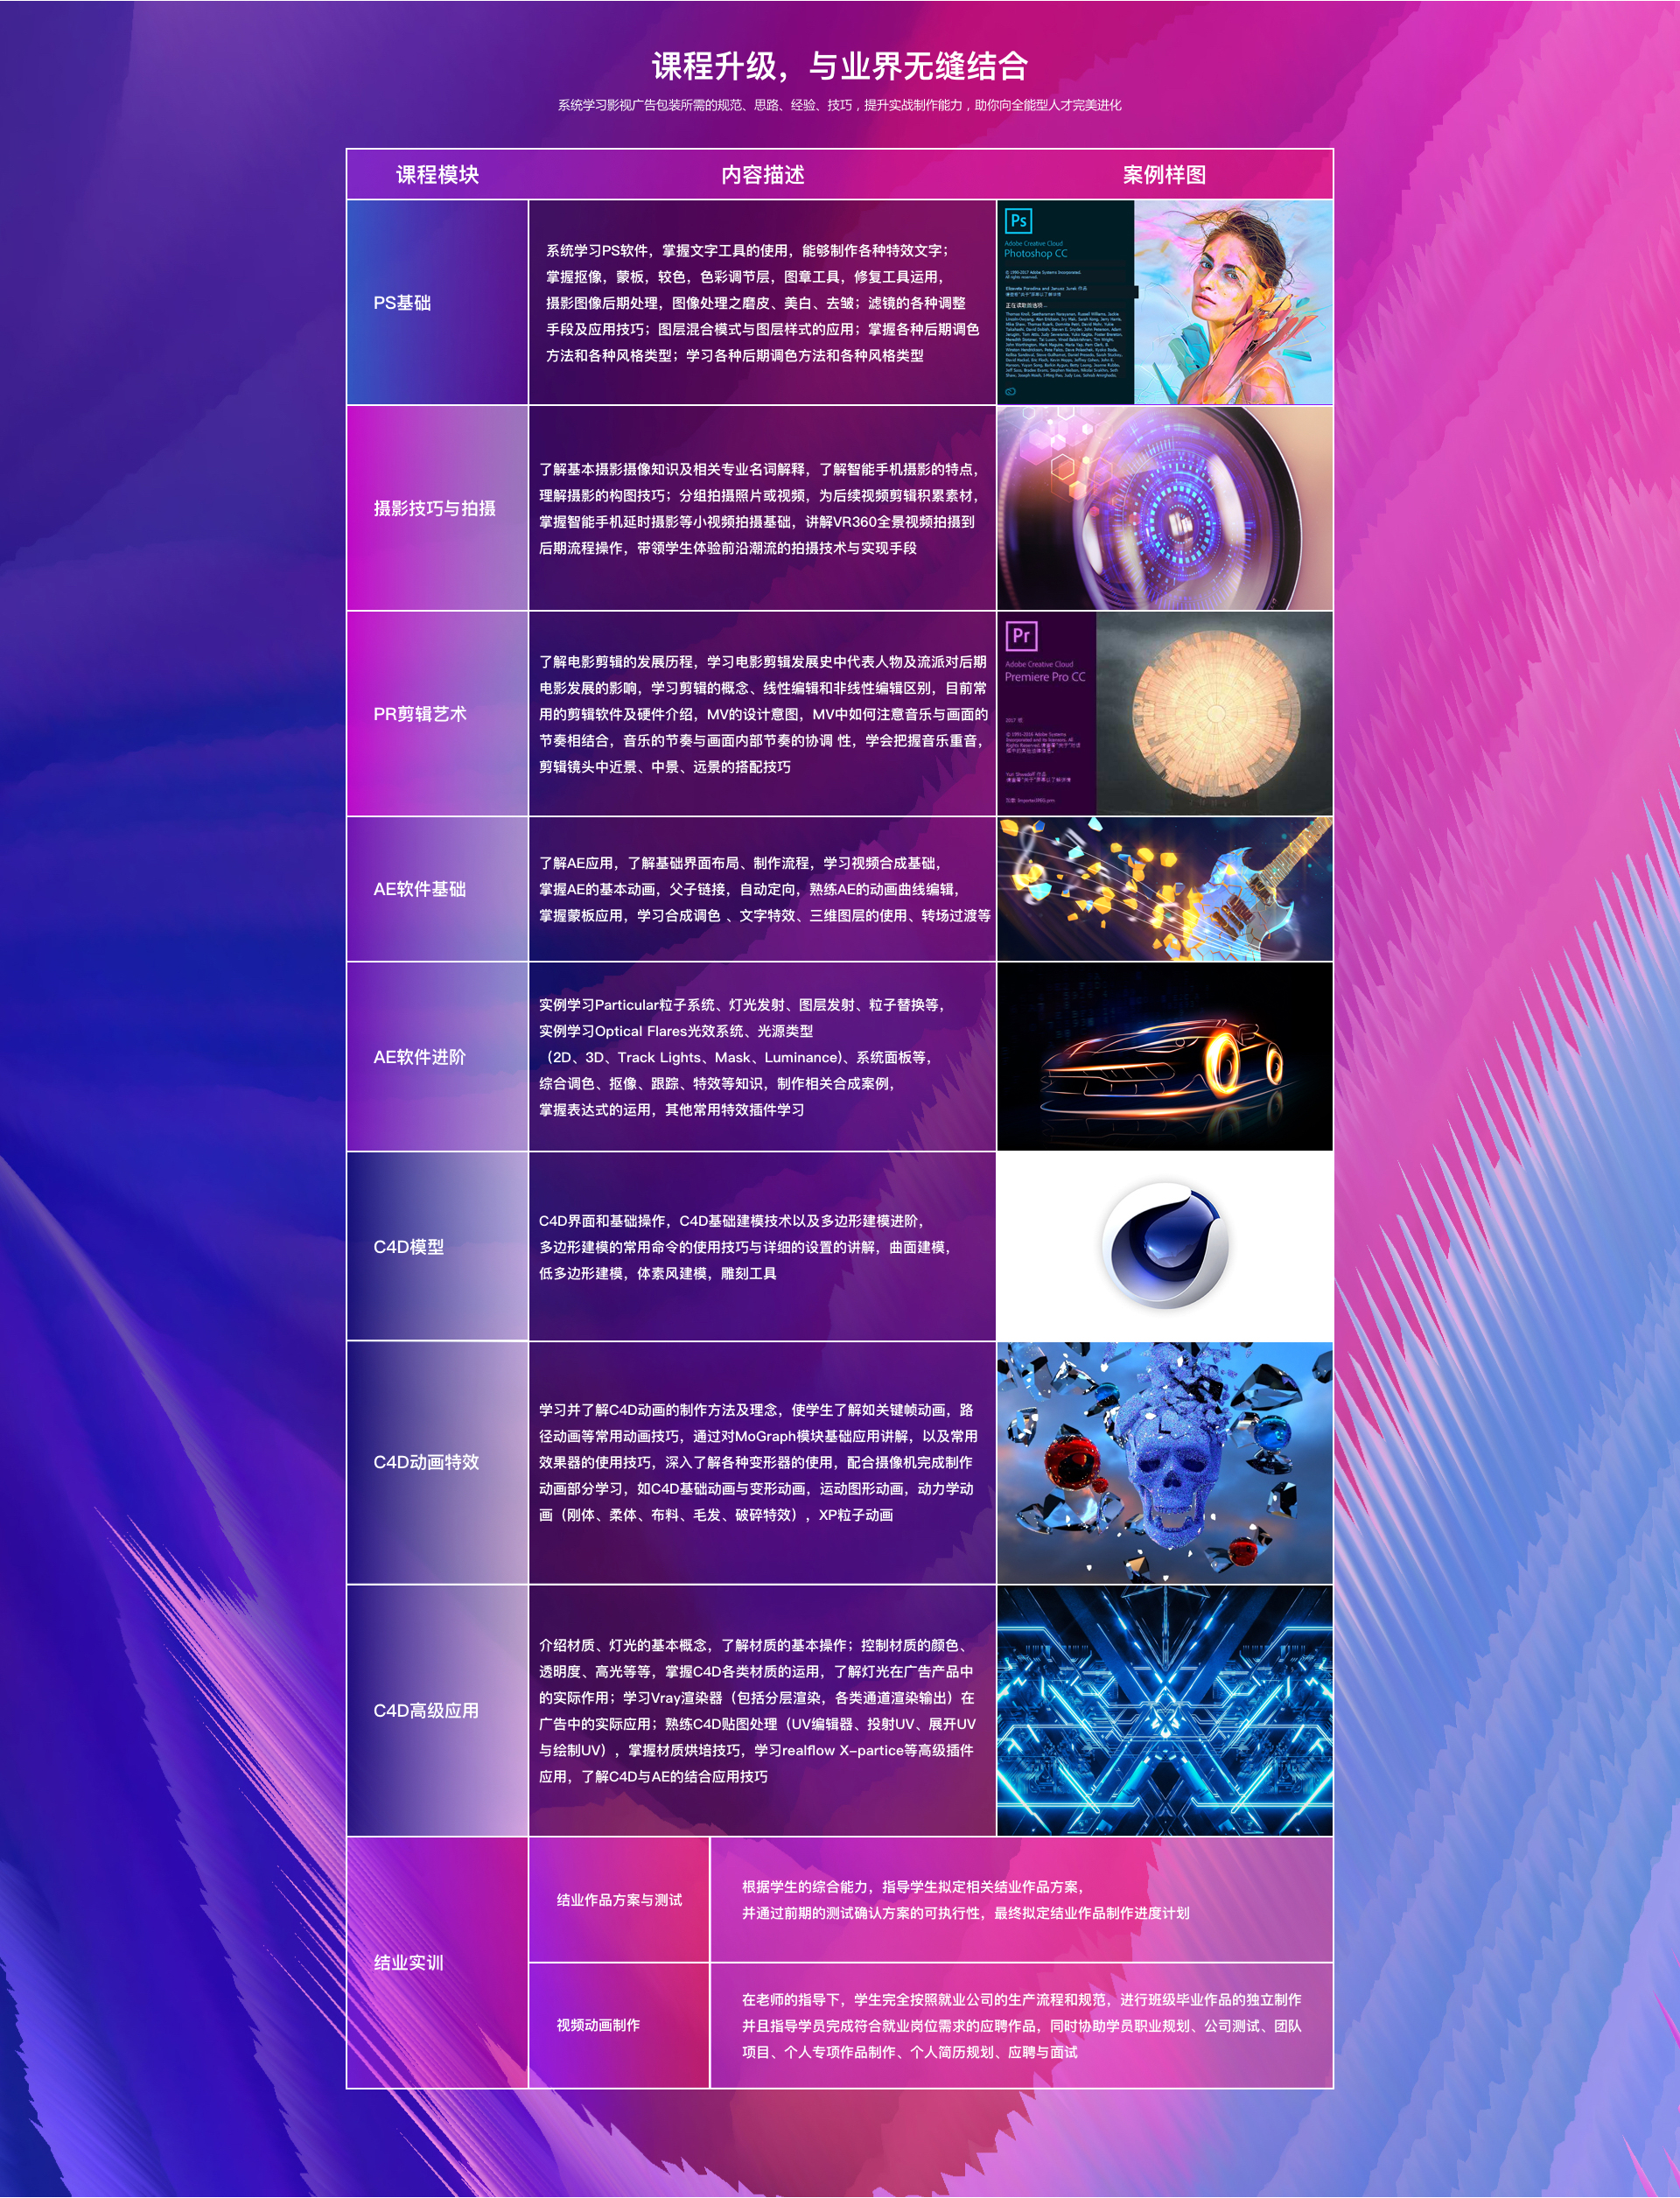 课程升级，与业界无缝结合
系统学习影视广告包装所需的规范、思路、经验、技巧，提升实战制作能力，助你向全能型人才完美进化
课程模块
内容描述
案例样图
PS基础
系统学习PS软件，掌握文字工具的使用，能够制作各种特效文字；
掌握抠像，蒙板，较色，色彩调节层，图章工具，修复工具运用，
摄影图像后期处理，图像处理之磨皮、美白、去皱；滤镜的各种调整
手段及应用技巧；图层混合模式与图层样式的应用；掌握各种后期调色
方法和各种风格类型；学习各种后期调色方法和各种风格类型
Ps
Adobe Creative Cloud
Photoshop CC
© 1990-2017 Adobe Systems Incorporated.
All rights reserved.
摄影技巧与拍摄
了解基本摄影摄像知识及相关专业名词解释，了解智能手机摄影的特点，
理解摄影的构图技巧；分组拍摄照片或视频，为后续视频剪辑积累素材，
掌握智能手机延时摄影等小视频拍摄基础，讲解VR360全景视频拍摄到
后期流程操作，带领学生体验前沿潮流的拍摄技术与实现手段
PR剪辑艺术
了解电影剪辑的发展历程，学习电影剪辑发展史中代表人物及流派对后期
电影发展的影响，学习剪辑的概念、线性编辑和非线性编辑区别，目前常
用的剪辑软件及硬件介绍，MV的设计意图，MV中如何注意音乐与画面的
节奏相结合，音乐的节奏与画面内部节奏的协调 性，学会把握音乐重音，
剪辑镜头中近景、中景、远景的搭配技巧
Pr
Adobe Creative Cloud
Premiere Pro CC
2017 版
© 1991-2016 Adobe Systems
Incorporated and its licensors. All
AE软件基础
了解AE应用，了解基础界面布局、制作流程，学习视频合成基础，
掌握AE的基本动画，父子链接，自动定向，熟练AE的动画曲线编辑，
掌握蒙板应用，学习合成调色 、文字特效、三维图层的使用、转场过渡等
AE软件进阶
实例学习Particular粒子系统、灯光发射、图层发射、粒子替换等，
实例学习Optical Flares光效系统、光源类型
（2D、3D、Track Lights、Mask、Luminance)、系统面板等，
综合调色、抠像、跟踪、特效等知识，制作相关合成案例，
掌握表达式的运用，其他常用特效插件学习
C4D模型
C4D界面和基础操作，C4D基础建模技术以及多边形建模进阶，
多边形建模的常用命令的使用技巧与详细的设置的讲解，曲面建模，
低多边形建模，体素风建模，雕刻工具
C4D动画特效
学习并了解C4D动画的制作方法及理念，使学生了解如关键帧动画，路
径动画等常用动画技巧，通过对MoGraph模块基础应用讲解，以及常用
效果器的使用技巧，深入了解各种变形器的使用，配合摄像机完成制作
动画部分学习，如C4D基础动画与变形动画，运动图形动画，动力学动
画（刚体、柔体、布料、毛发、破碎特效），XP粒子动画
C4D高级应用
介绍材质、灯光的基本概念，了解材质的基本操作；控制材质的颜色、
透明度、高光等等，掌握C4D各类材质的运用，了解灯光在广告产品中
的实际作用；学习Vray渲染器（包括分层渲染，各类通道渲染输出）在
广告中的实际应用；熟练C4D贴图处理（UV编辑器、投射UV、展开UV
与绘制UV），掌握材质烘培技巧，学习realflow X-partice等高级插件
应用，了解C4D与AE的结合应用技巧
结业实训
结业作品方案与测试
根据学生的综合能力，指导学生拟定相关结业作品方案，
并通过前期的测试确认方案的可执行性，最终拟定结业作品制作进度计划
视频动画制作
在老师的指导下，学生完全按照就业公司的生产流程和规范，进行班级毕业作品的独立制作
并且指导学员完成符合就业岗位需求的应聘作品，同时协助学员职业规划、公司测试、团队
项目、个人专项作品制作、个人简历规划、应聘与面试